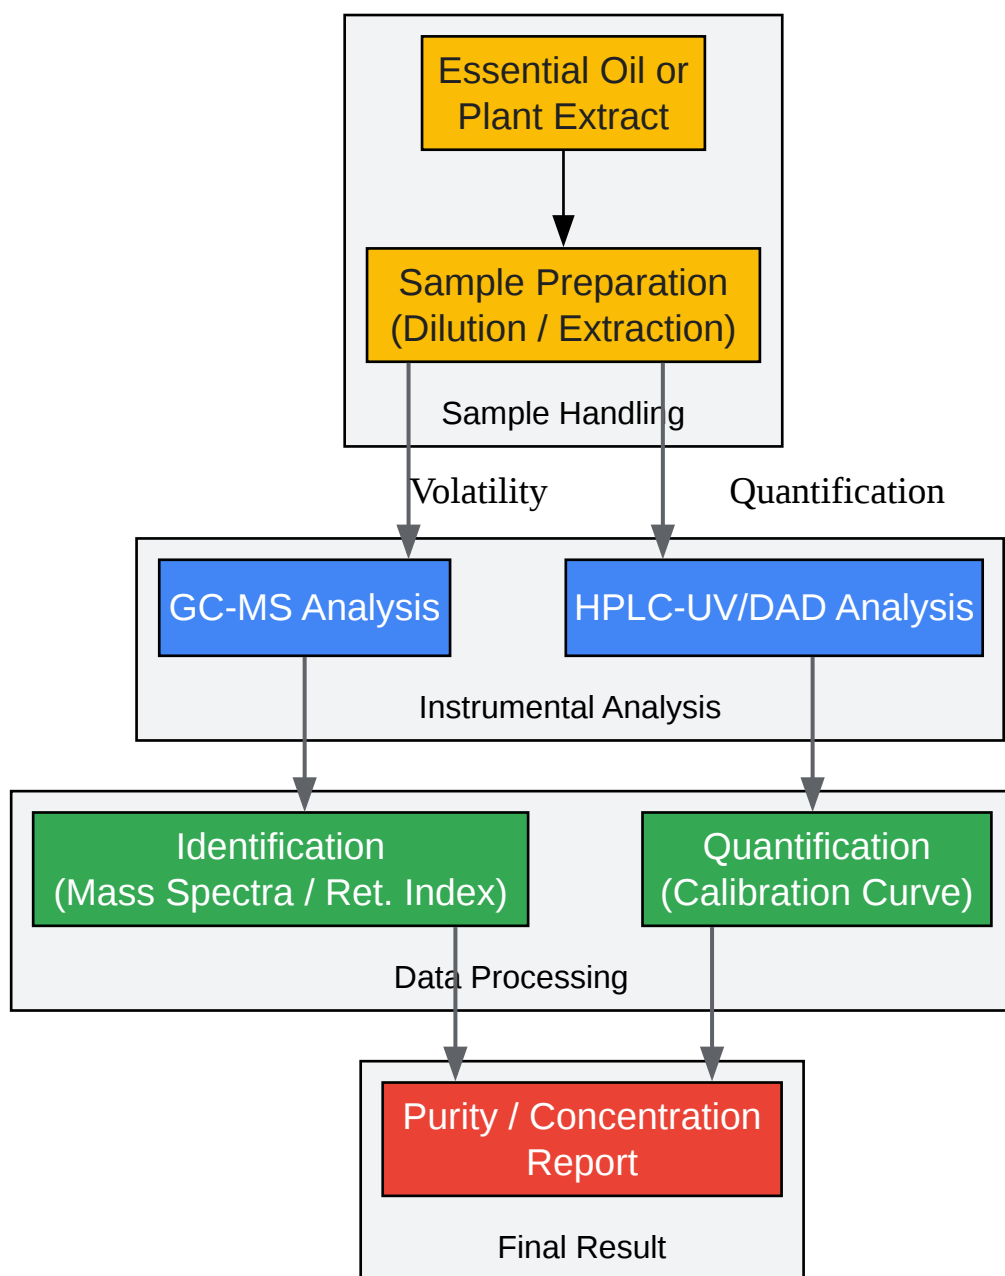 Essential Oil or
Plant Extract
Sample Preparation
(Dilution / Extraction)
Sample Handling
Volatility
Quantification
GC-MS Analysis
HPLC-UV/DAD Analysis
Instrumental Analysis
Identification
(Mass Spectra / Ret. Index)
Quantification
(Calibration Curve)
Data Processing
Purity / Concentration
Report
Final Result